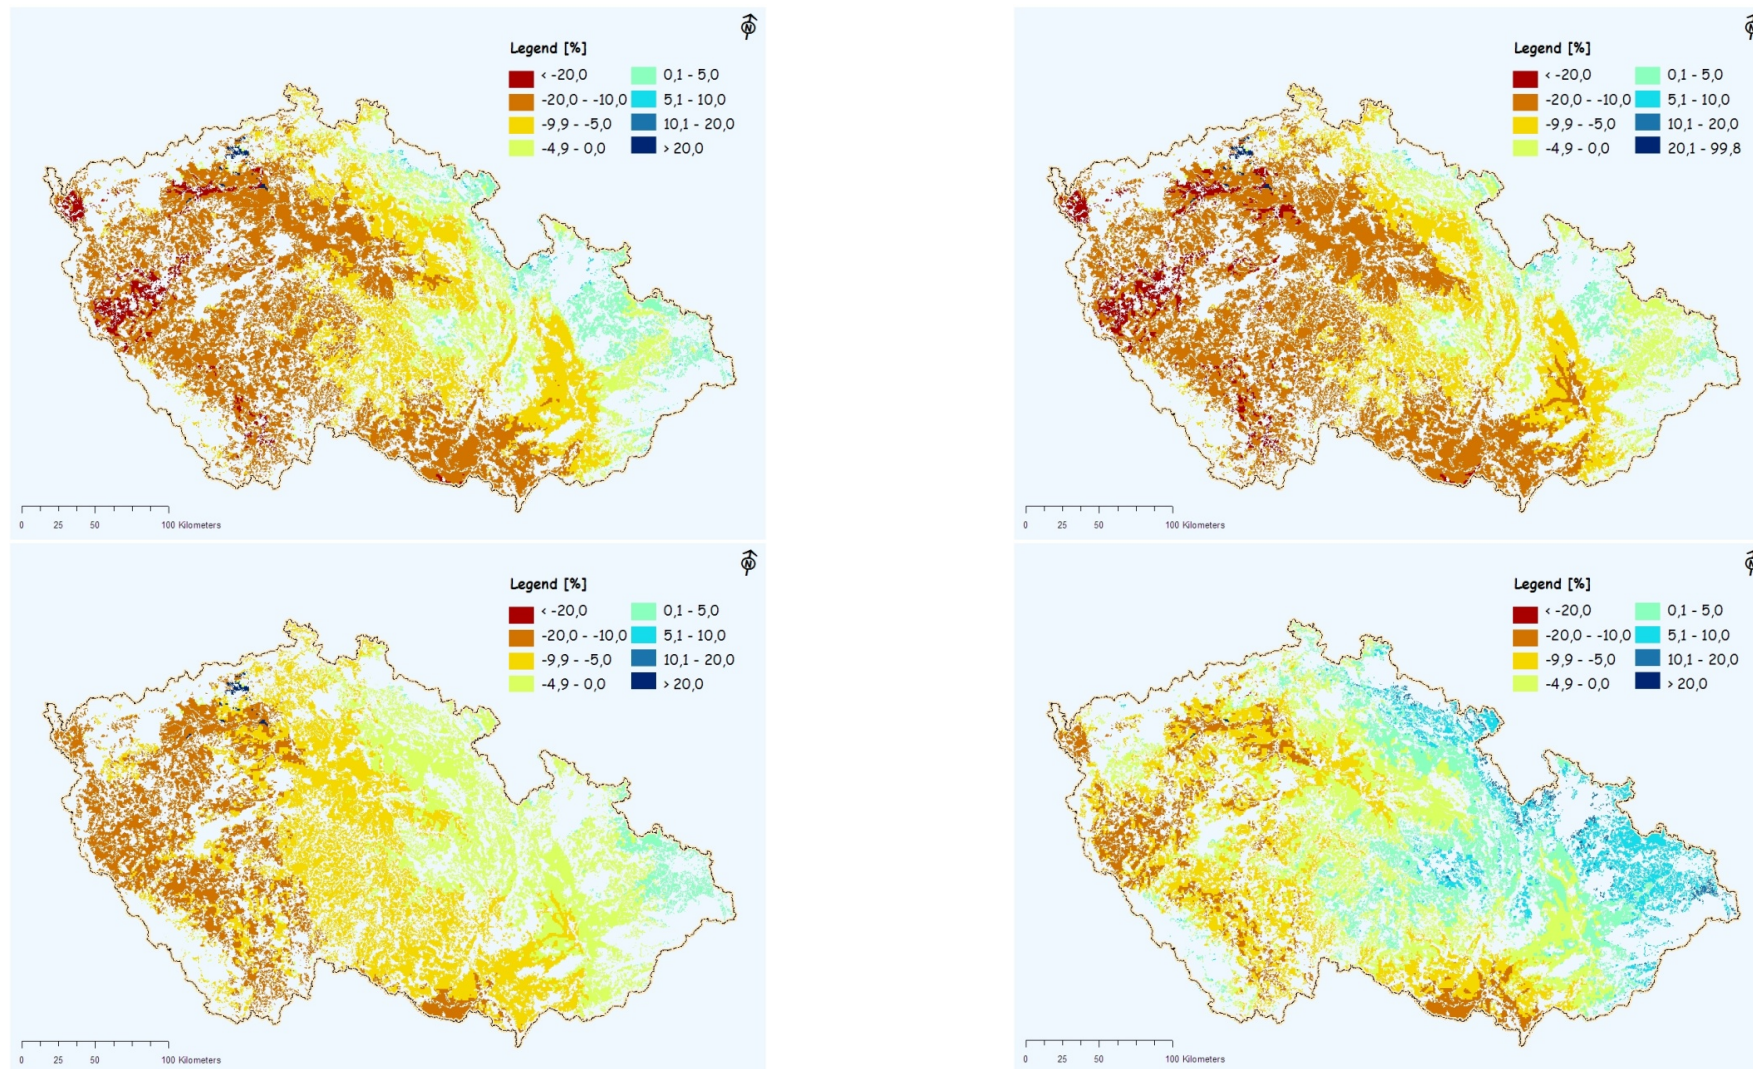 N
Legend [%]
< -20,0 0,1 - 5,0
-20,0 - -10,0 5,1 - 10,0
-9,9 - -5,0 10,1 - 20,0
-4,9 - 0,0 > 20,0
0 25 50 100 Kilometers
N
Legend [%]
< -20,0 0,1 - 5,0
-20,0 - -10,0 5,1 - 10,0
-9,9 - -5,0 10,1 - 20,0
-4,9 - 0,0 20,1 - 99,8
0 25 50 100 Kilometers
N
Legend [%]
< -20,0 0,1 - 5,0
-20,0 - -10,0 5,1 - 10,0
-9,9 - -5,0 10,1 - 20,0
-4,9 - 0,0 > 20,0
0 25 50 100 Kilometers
N
Legend [%]
< -20,0 0,1 - 5,0
-20,0 - -10,0 5,1 - 10,0
-9,9 - -5,0 10,1 - 20,0
-4,9 - 0,0 > 20,0
0 25 50 100 Kilometers